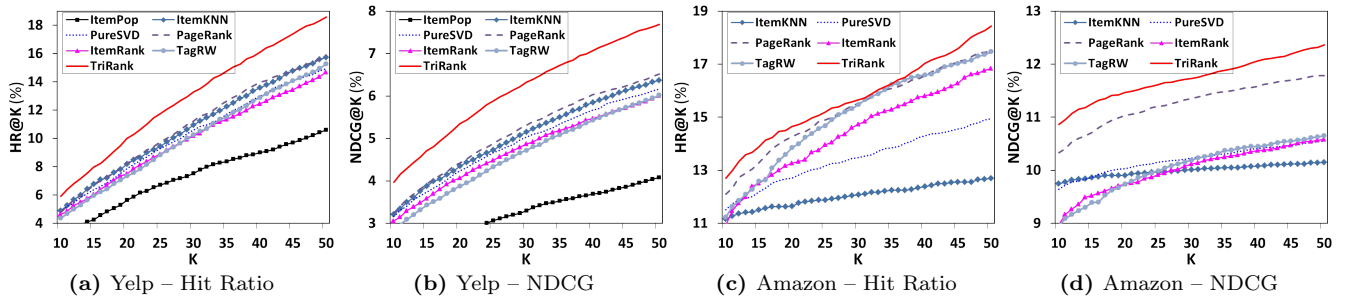 ItemPop ItemKNN
PureSVD PageRank
ItemRank TagRW
TriRank
HR@K (%)
18
16
14
12
10
8
6
4
10 15 20 25 30 35 40 45 50
K
(a) Yelp – Hit Ratio
ItemPop ItemKNN
PureSVD PageRank
ItemRank TagRW
TriRank
NDCG@K (%)
8
7
6
5
4
3
10 15 20 25 30 35 40 45 50
K
(b) Yelp – NDCG
ItemKNN PureSVD
PageRank ItemRank
TagRW TriRank
HR@K (%)
19
17
15
13
11
10 15 20 25 30 35 40 45 50
K
(c) Amazon – Hit Ratio
ItemKNN PureSVD
PageRank ItemRank
TagRW TriRank
NDCG@K (%)
13
12
11
10
9
10 15 20 25 30 35 40 45 50
K
(d) Amazon – NDCG